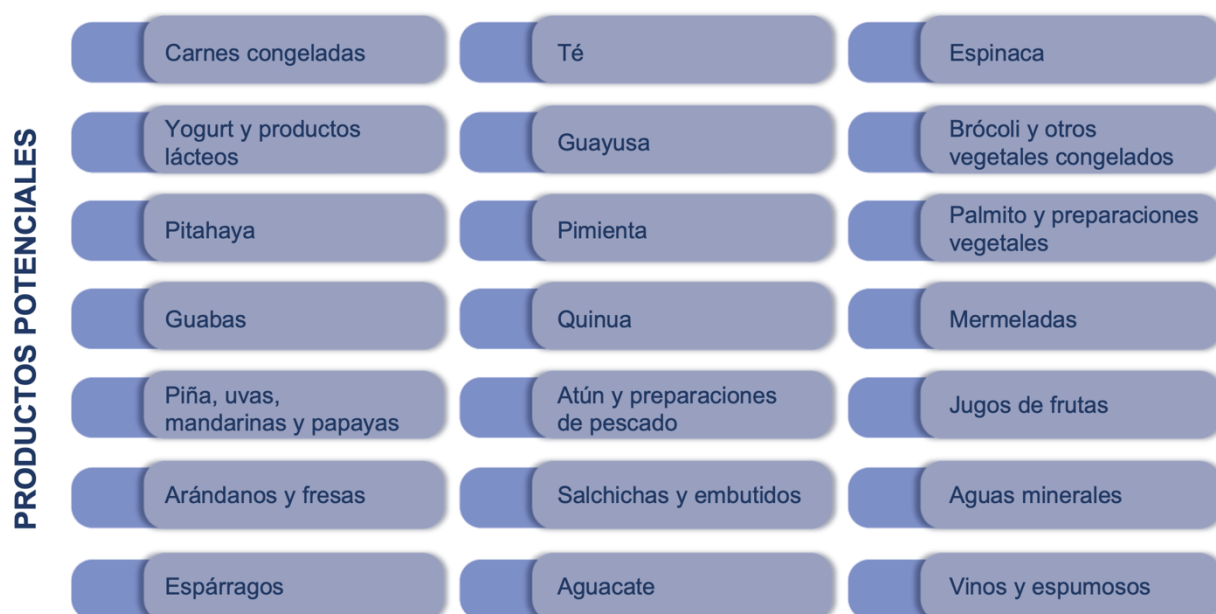 PRODUCTOS POTENCIALES
Carnes congeladas
Yogurt y productos
lácteos
Pitahaya
Guabas
Piña, uvas,
mandarinas y papayas
Arándanos y fresas
Espárragos
Té
Guayusa
Pimienta
Quinua
Atún y preparaciones
de pescado
Salchichas y embutidos
Aguacate
Espinaca
Brócoli y otros
vegetales congelados
Palmito y preparaciones
vegetales
Mermeladas
Jugos de frutas
Aguas minerales
Vinos y espumosos